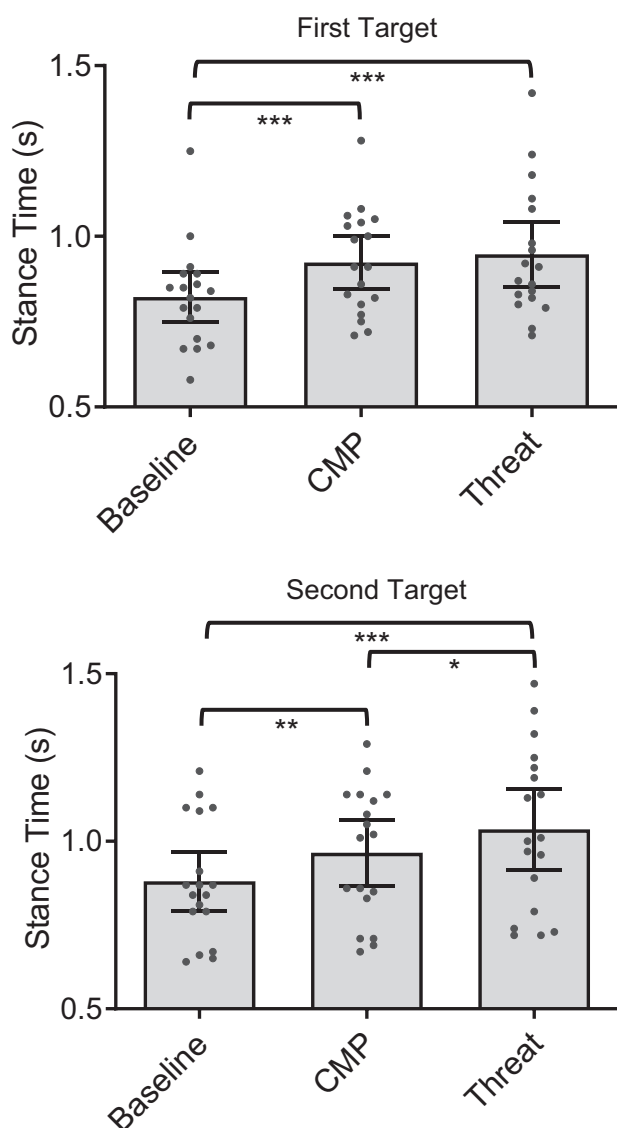 First Target
1.5
***
***
Stance Time (s)
1.0
0.5
Baseline
CMP
Threat
Second Target
***
1.5
*
**
Stance Time (s)
1.0
0.5
Baseline
CMP
Threat